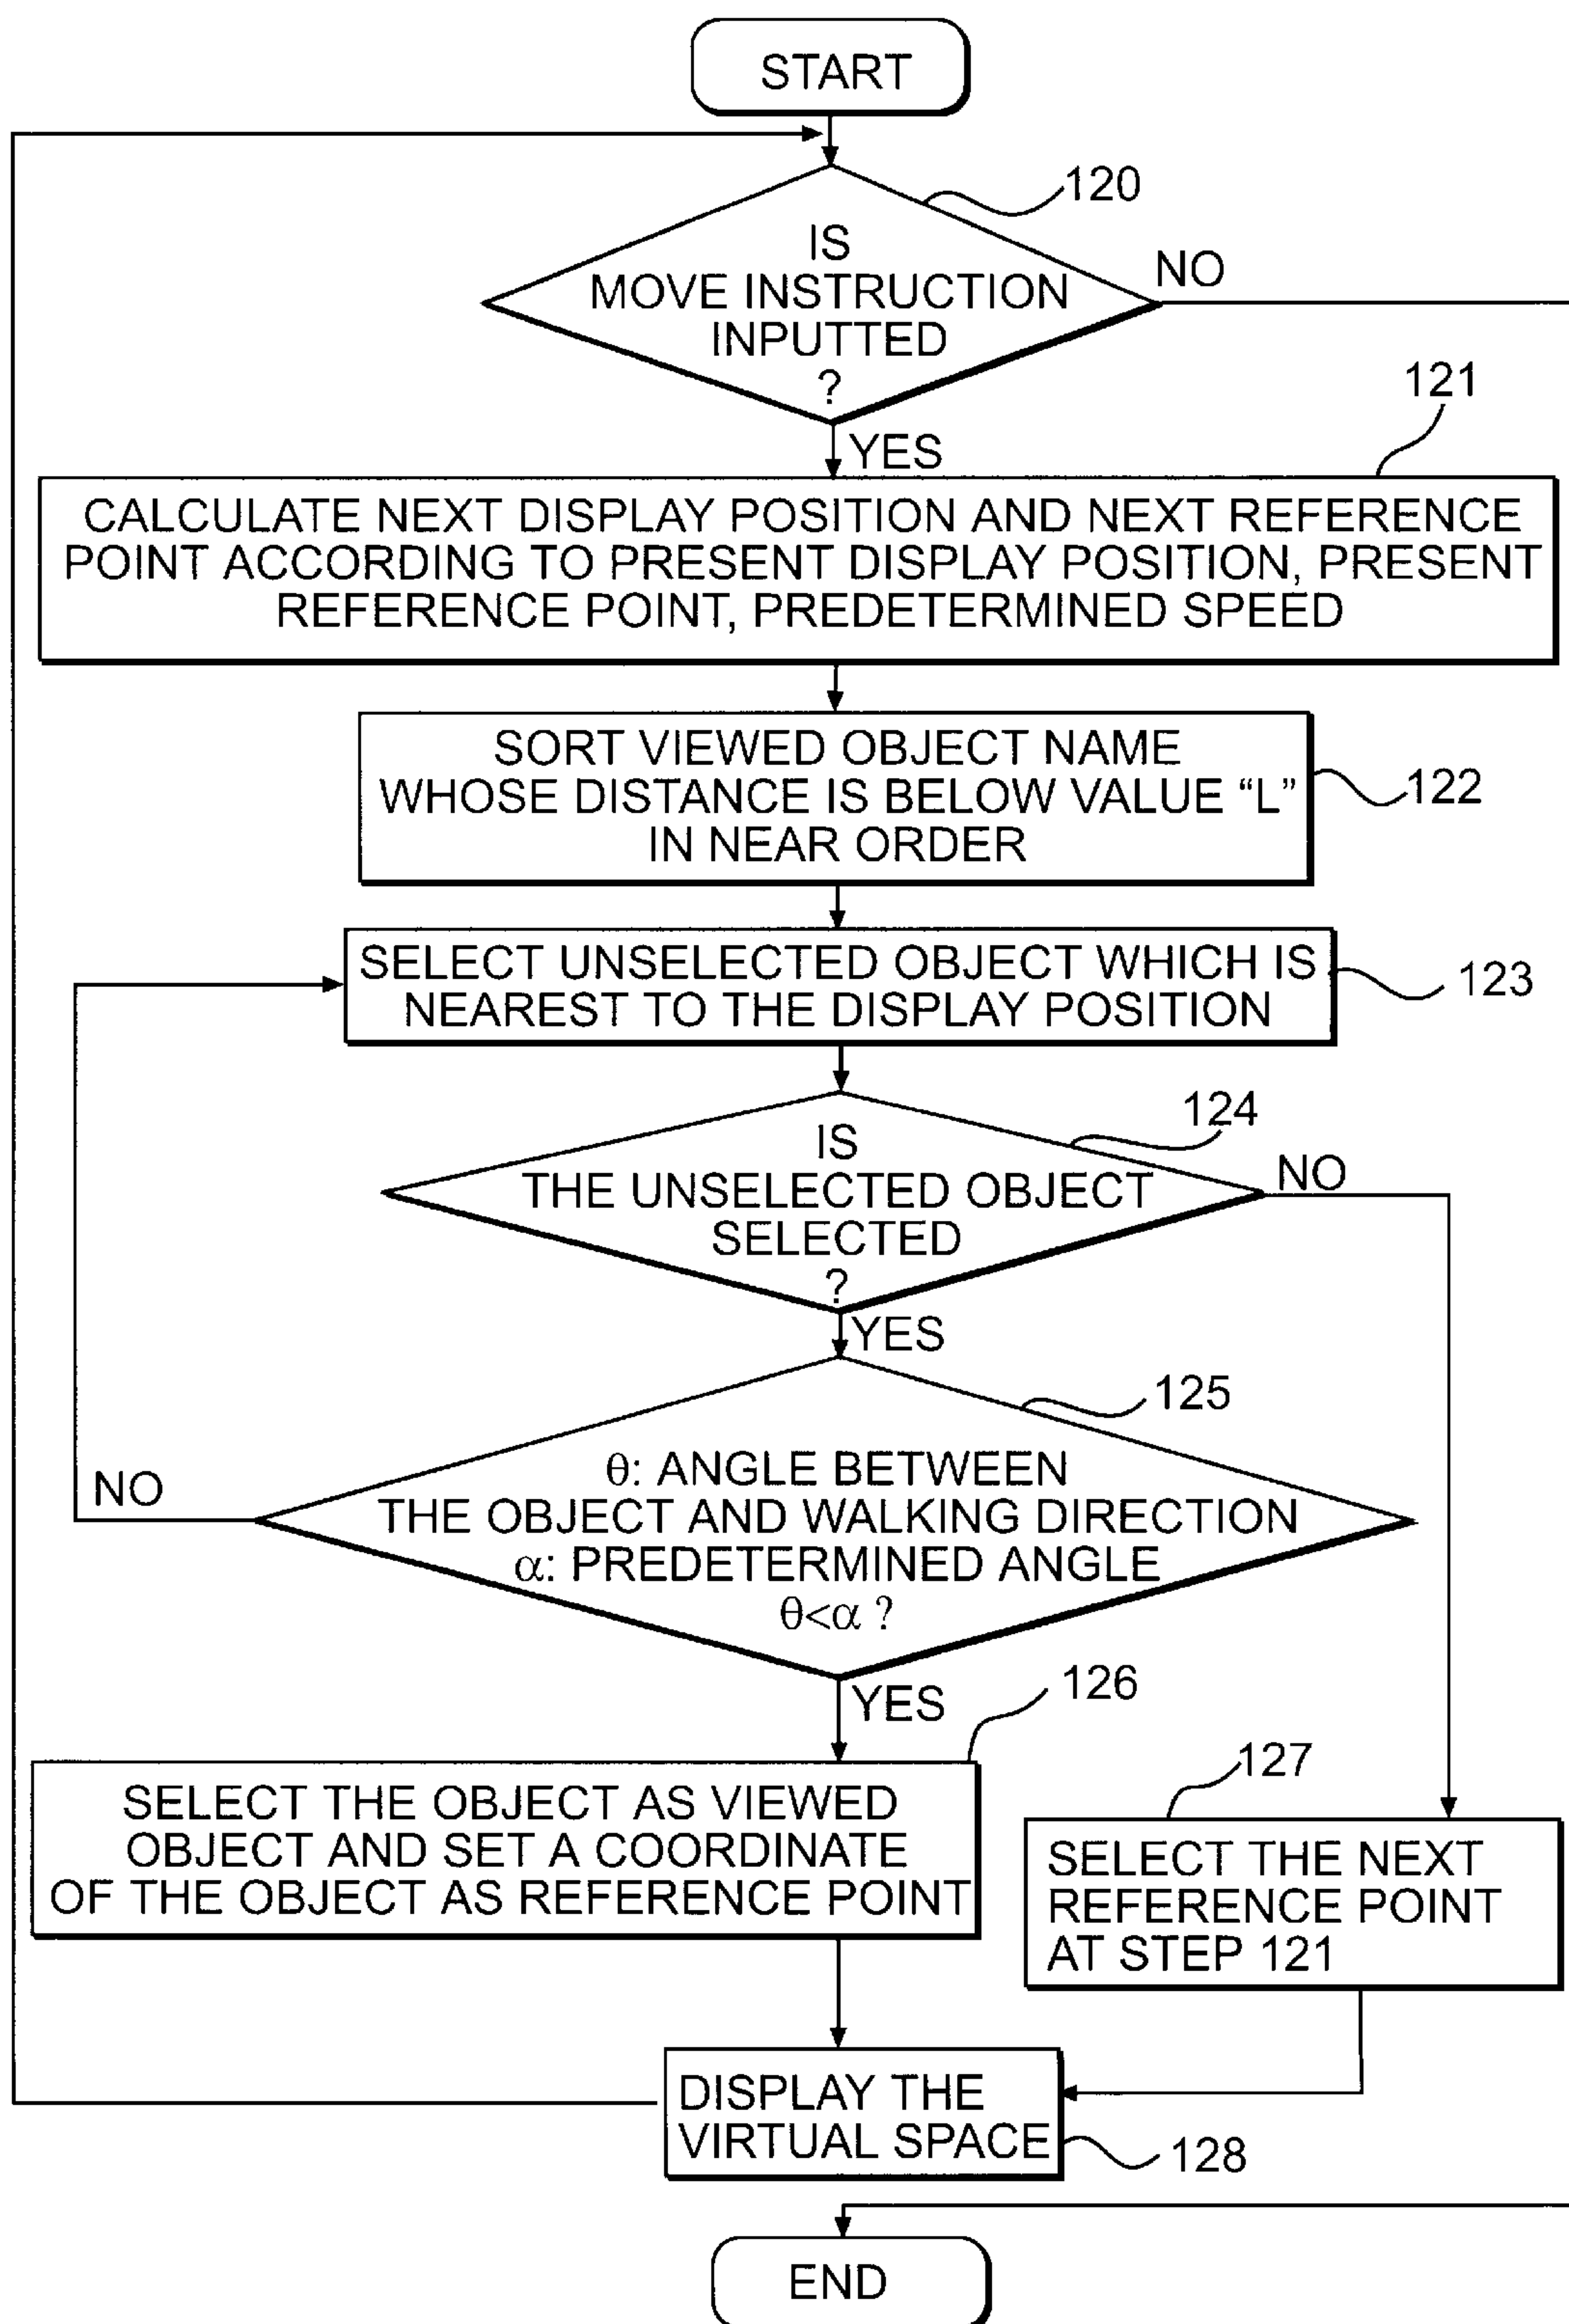 START
120
IS
MOVE INSTRUCTION
INPUTTED
?
NO
YES
121
CALCULATE NEXT DISPLAY POSITION AND NEXT REFERENCE
POINT ACCORDING TO PRESENT DISPLAY POSITION, PRESENT
REFERENCE POINT, PREDETERMINED SPEED
SORT VIEWED OBJECT NAME
WHOSE DISTANCE IS BELOW VALUE “L”
IN NEAR ORDER
122
SELECT UNSELECTED OBJECT WHICH IS
NEAREST TO THE DISPLAY POSITION
123
124
IS
THE UNSELECTED OBJECT
SELECTED
?
NO
YES
125
θ: ANGLE BETWEEN
THE OBJECT AND WALKING DIRECTION
α: PREDETERMINED ANGLE
θ<α ?
NO
YES
126
SELECT THE OBJECT AS VIEWED
OBJECT AND SET A COORDINATE
OF THE OBJECT AS REFERENCE POINT
127
SELECT THE NEXT
REFERENCE POINT
AT STEP 121
DISPLAY THE
VIRTUAL SPACE
128
END